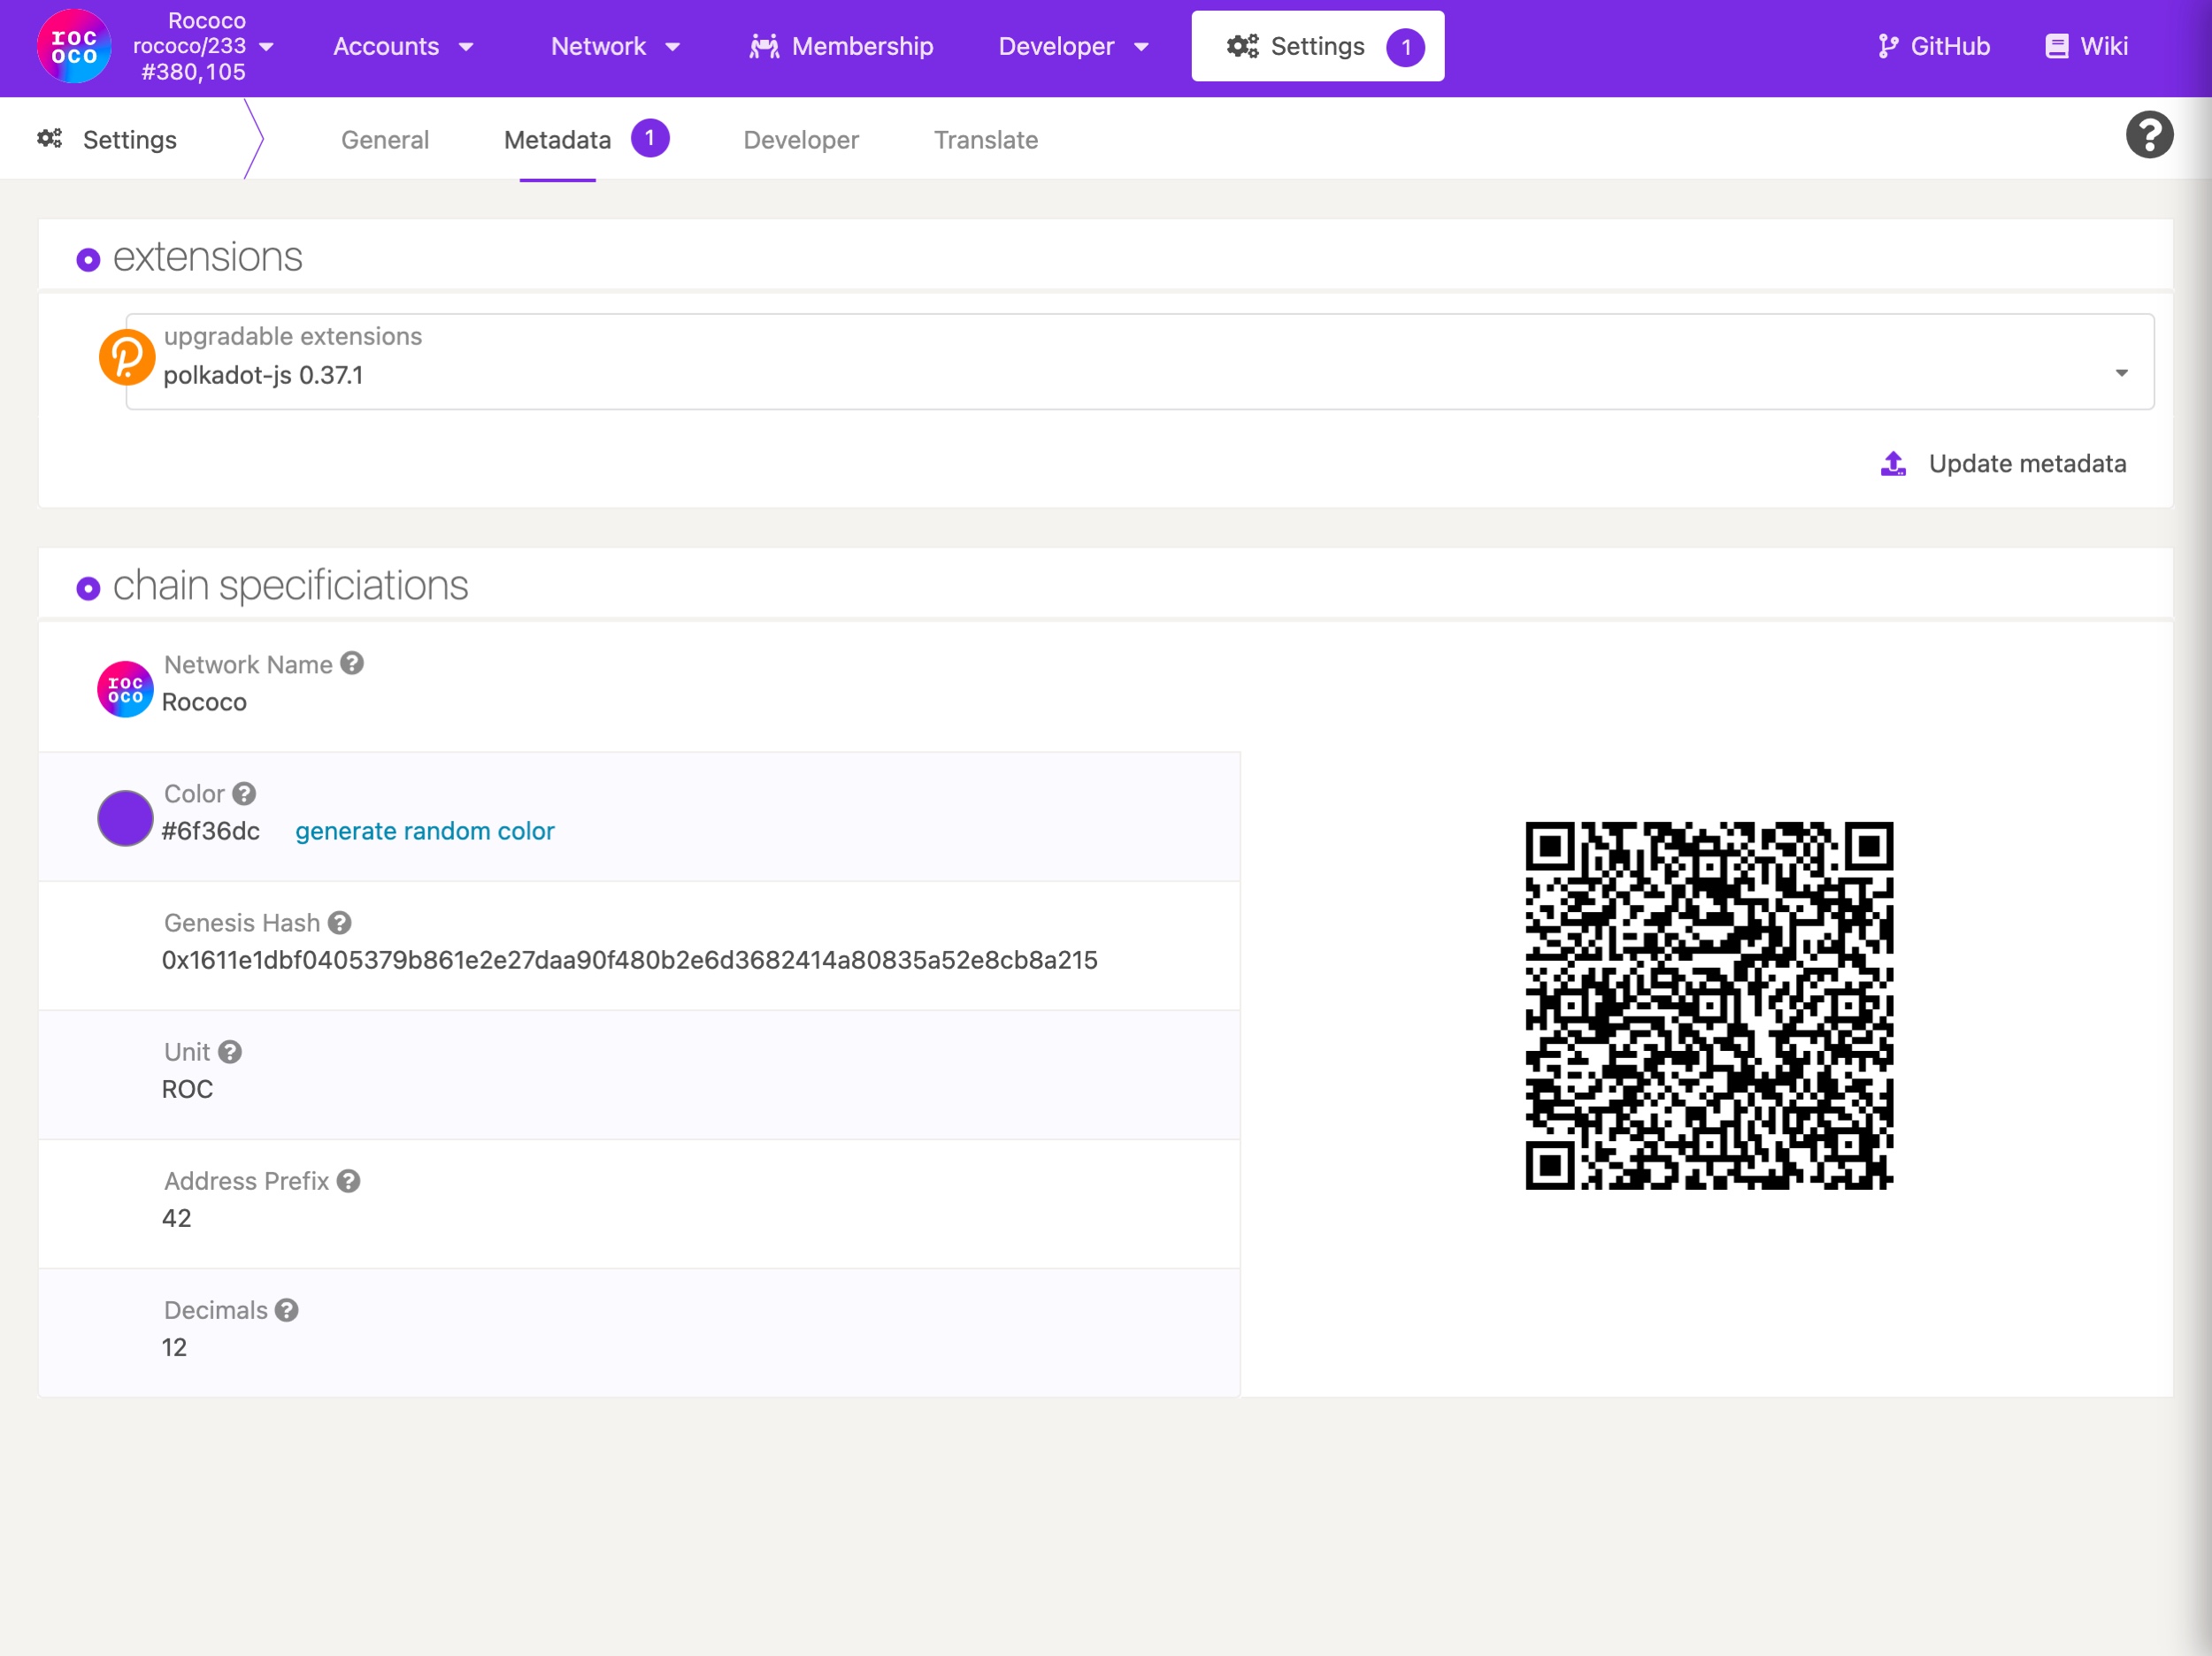 roc
oco
Rococo
rococo/233
#380,105
Accounts
Network
Membership
Developer
Settings 1
GitHub
Wiki
Settings
General
Metadata 1
Developer
Translate
extensions
upgradable extensions
polkadot-js 0.37.1
Update metadata
chain specificiations
roc
oco
Network Name
Rococo
Color
#6f36dc generate random color
Genesis Hash
0x1611e1dbf0405379b861e2e27daa90f480b2e6d3682414a80835a52e8cb8a215
Unit
ROC
Address Prefix
42
Decimals
12